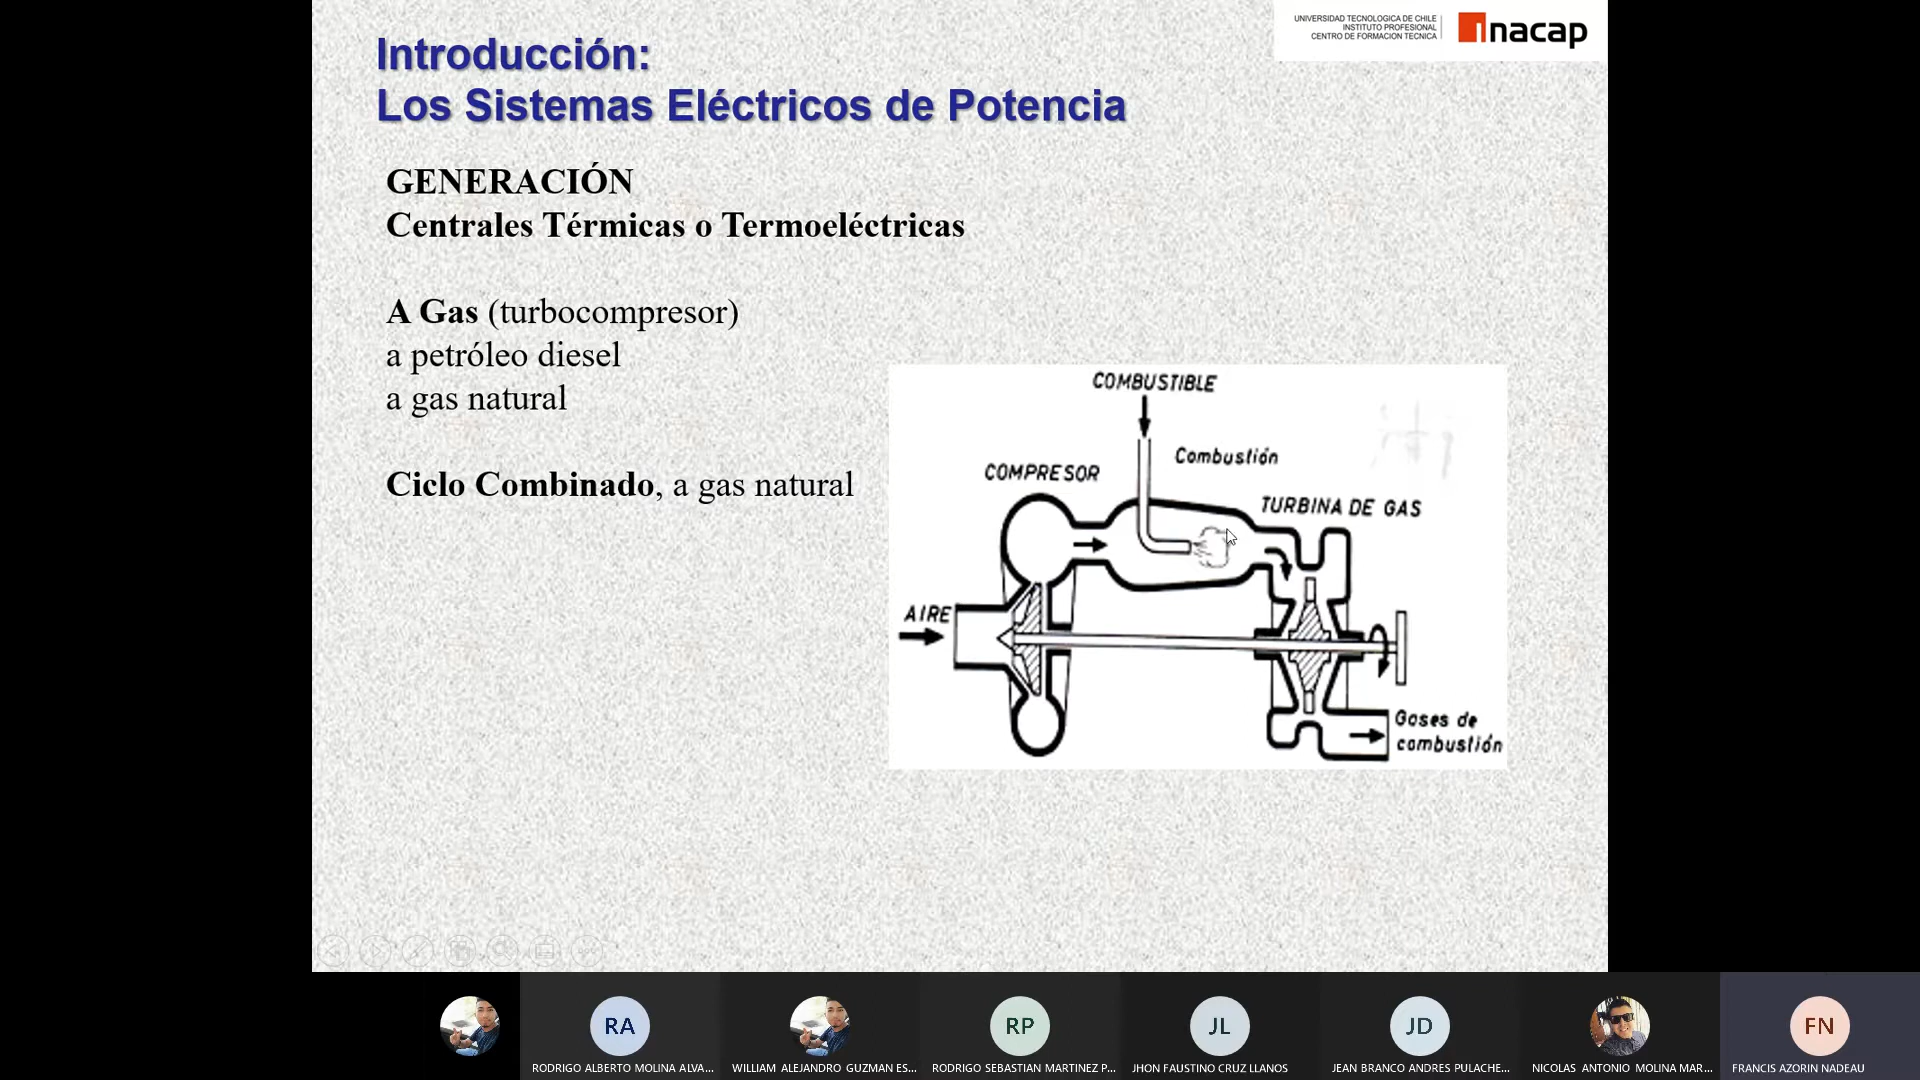 UNIVERSIDAD TECNOLOGICA DE CHILE
INSTITUTO PROFESIONAL
CENTRO DE FORMACION TECNICA
inacap
Introducción:
Los Sistemas Eléctricos de Potencia
GENERACIÓN
Centrales Térmicas o Termoeléctricas
A Gas (turbocompresor)
a petróleo diesel
a gas natural
Ciclo Combinado, a gas natural
COMBUSTIBLE
Combustión
COMPRESOR
TURBINA DE GAS
AIRE
Gases de
combustión
RA
RP
JL
JD
FN
RODRIGO ALBERTO MOLINA ALVA...
WILLIAM ALEJANDRO GUZMAN ES...
RODRIGO SEBASTIAN MARTINEZ P...
JHON FAUSTINO CRUZ LLANOS
JEAN BRANCO ANDRES PULACHE...
NICOLAS ANTONIO MOLINA MAR...
FRANCIS AZORIN NADEAU